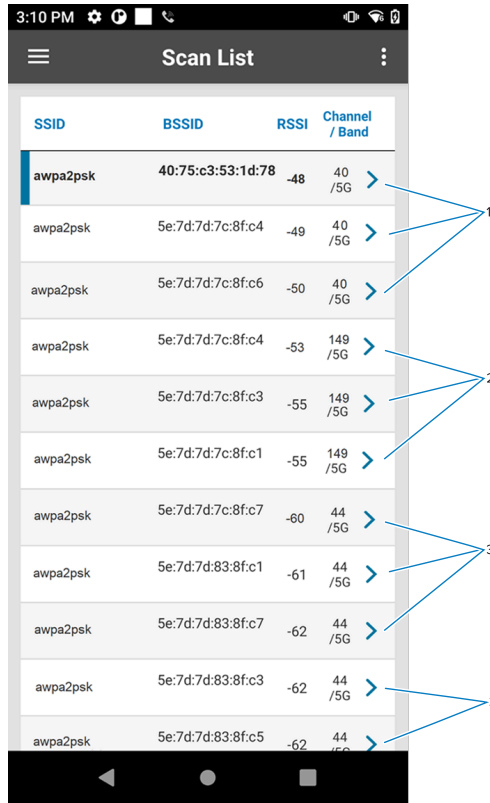 3:10 PM
Scan List
SSID BSSID RSSI Channel / Band
awpa2psk 40:75:c3:53:1d:78 -48 40 /5G
awpa2psk 5e:7d:7d:7c:8f:c4 -49 40 /5G
awpa2psk 5e:7d:7d:7c:8f:c6 -50 40 /5G
awpa2psk 5e:7d:7d:7c:8f:c4 -53 149 /5G
awpa2psk 5e:7d:7d:7c:8f:c3 -55 149 /5G
awpa2psk 5e:7d:7d:7c:8f:c1 -55 149 /5G
awpa2psk 5e:7d:7d:7c:8f:c7 -60 44 /5G
awpa2psk 5e:7d:7d:83:8f:c1 -61 44 /5G
awpa2psk 5e:7d:7d:83:8f:c7 -62 44 /5G
awpa2psk 5e:7d:7d:83:8f:c3 -62 44 /5G
awpa2psk 5e:7d:7d:83:8f:c5 -62 44
1
2
3